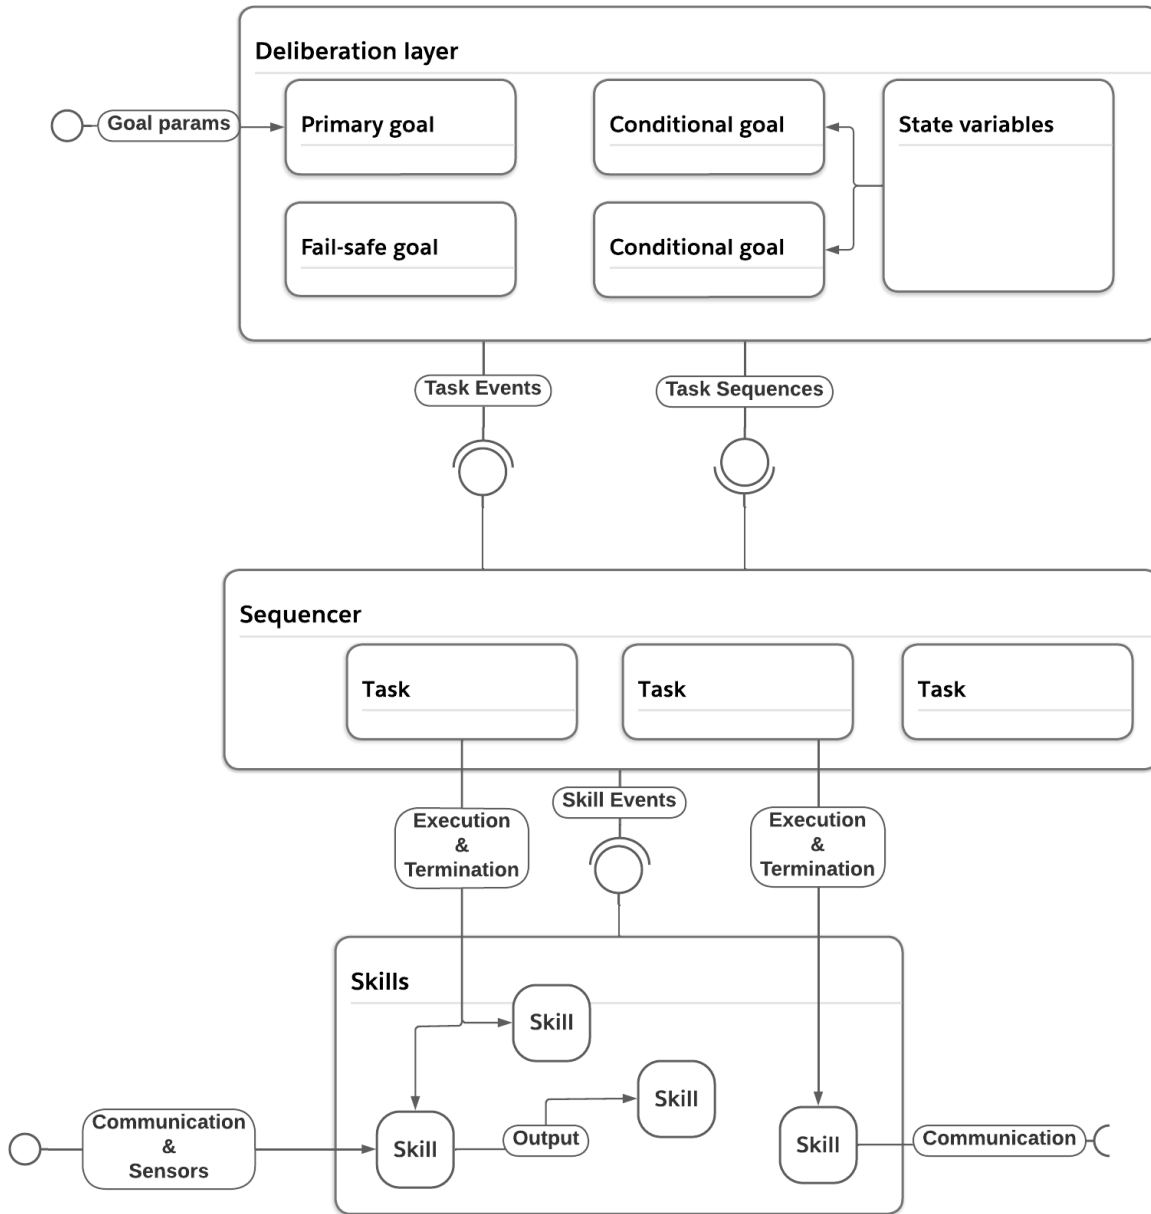 Deliberation layer
Goal params
Primary goal
Conditional goal
State variables
Fail-safe goal
Conditional goal
Task Events
Task Sequences
Sequencer
Task
Task
Task
Skill Events
Execution
&
Termination
Execution
&
Termination
Skills
Skill
Skill
Communication
&
Sensors
Skill
Output
Skill
Communication